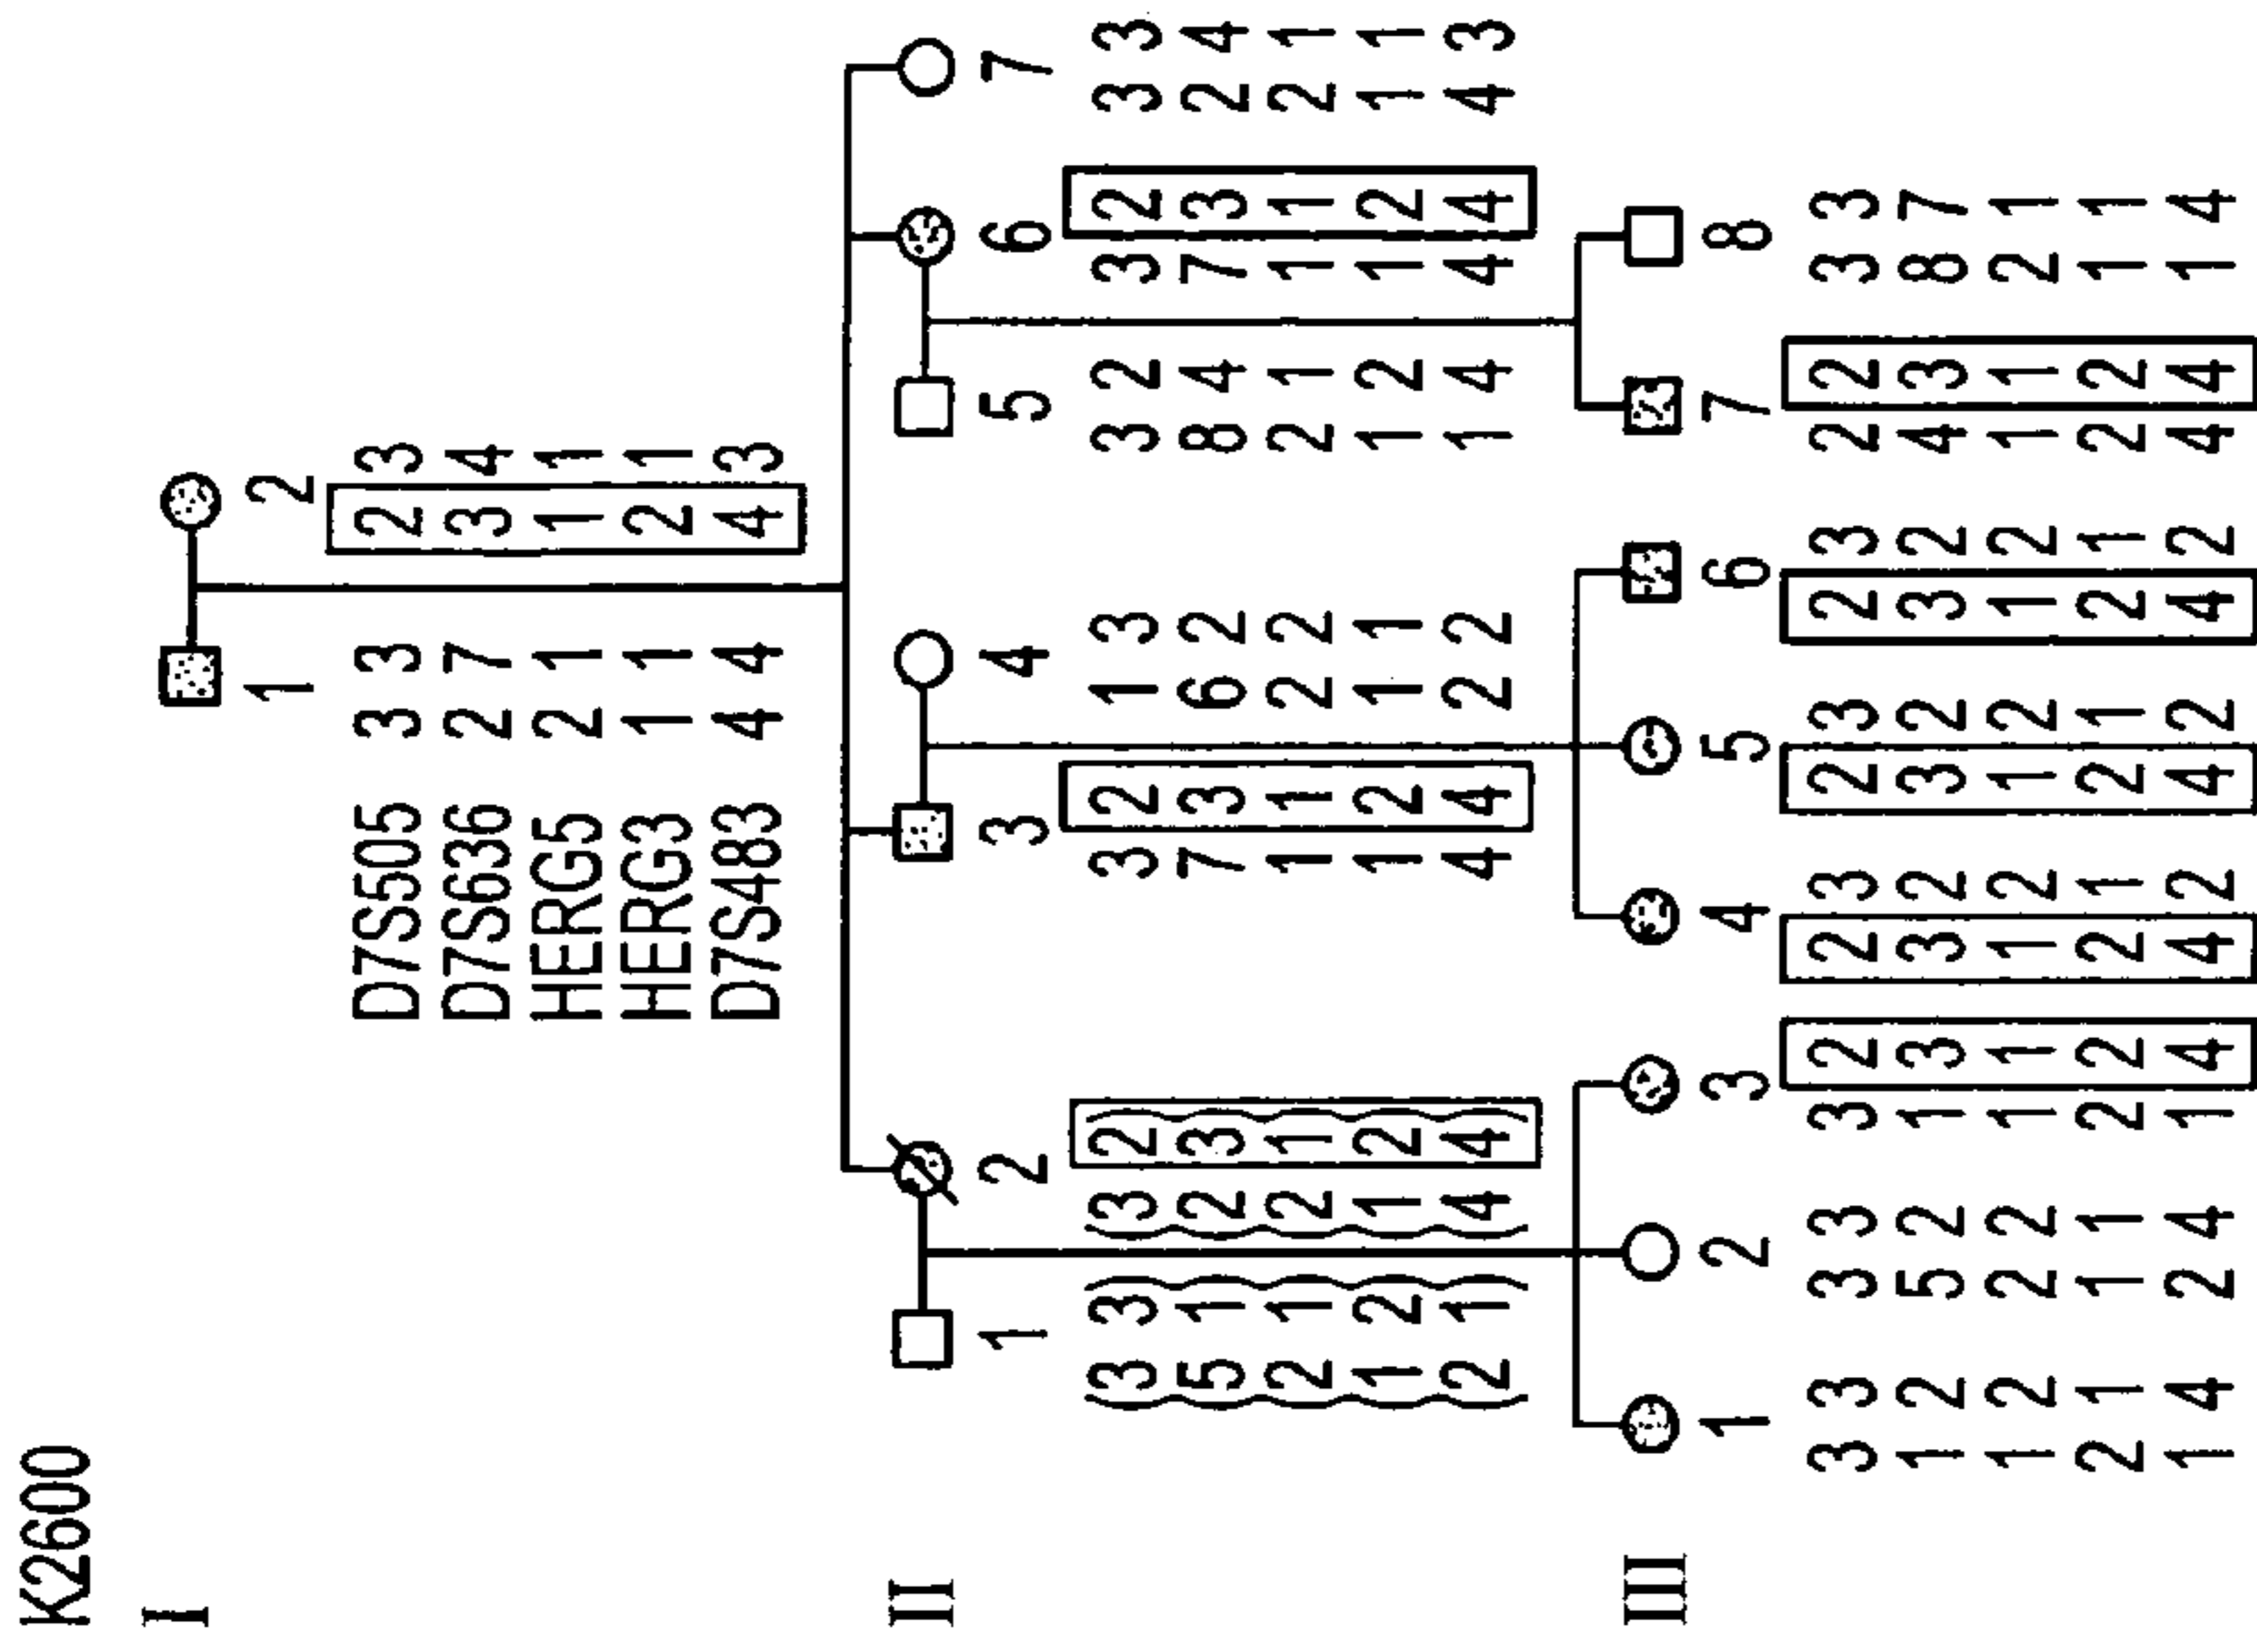 K2600
I
1 2
D7S505 3 3 2 3
D7S636 2 7 3 4
HERG5 2 1 1 1
HERG3 1 1 2 1
D7S483 4 4 4 3
II
1 2 3 4 5 6 7
(3 3) (3 2) 3 2 1 3 3 2 3 2 3 3
(5 1) (2 3) 7 3 6 2 8 4 7 3 2 4
(2 1) (2 1) 1 1 2 2 2 1 1 1 2 1
(1 2) (1 2) 1 2 1 1 1 2 1 2 1 1
(2 1) (4 4) 4 4 2 2 1 4 4 4 4 3
III
1 2 3 4 5 6 7 8
3 3 3 3 3 2 2 3 2 3 2 3 2 2 3 3
1 2 5 2 1 3 3 2 3 2 3 2 4 3 8 7
1 2 2 2 1 1 1 2 1 2 1 2 1 1 2 1
2 1 1 1 2 2 2 1 2 1 2 1 2 2 1 1
1 4 2 4 1 4 4 2 4 2 4 2 4 4 1 4